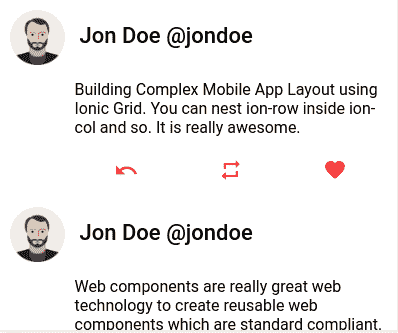 Jon Doe @jondoe
Building Complex Mobile App Layout using
Ionic Grid. You can nest ion-row inside ion-
col and so. It is really awesome.
Jon Doe @jondoe
Web components are really great web
technology to create reusable web
components which are standard compliant.